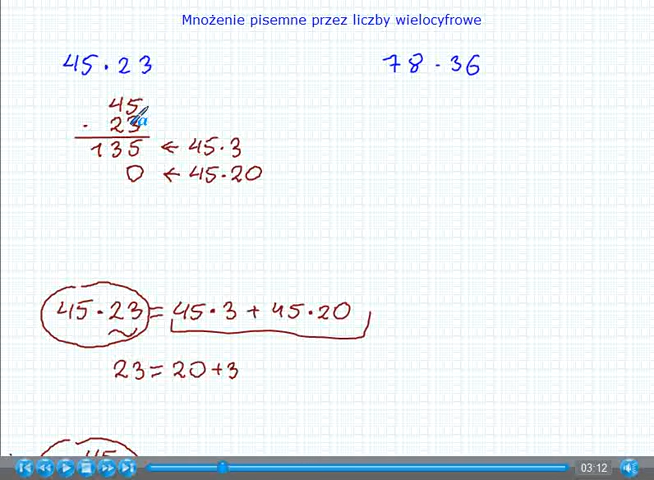 Mnożenie pisemne przez liczby wielocyfrowe
45 · 23
78 · 36
45
· 23
135 ← 45 · 3
0 ← 45 · 20
45 · 23 = 45 · 3 + 45 · 20
23 = 20 + 3
45
03:12